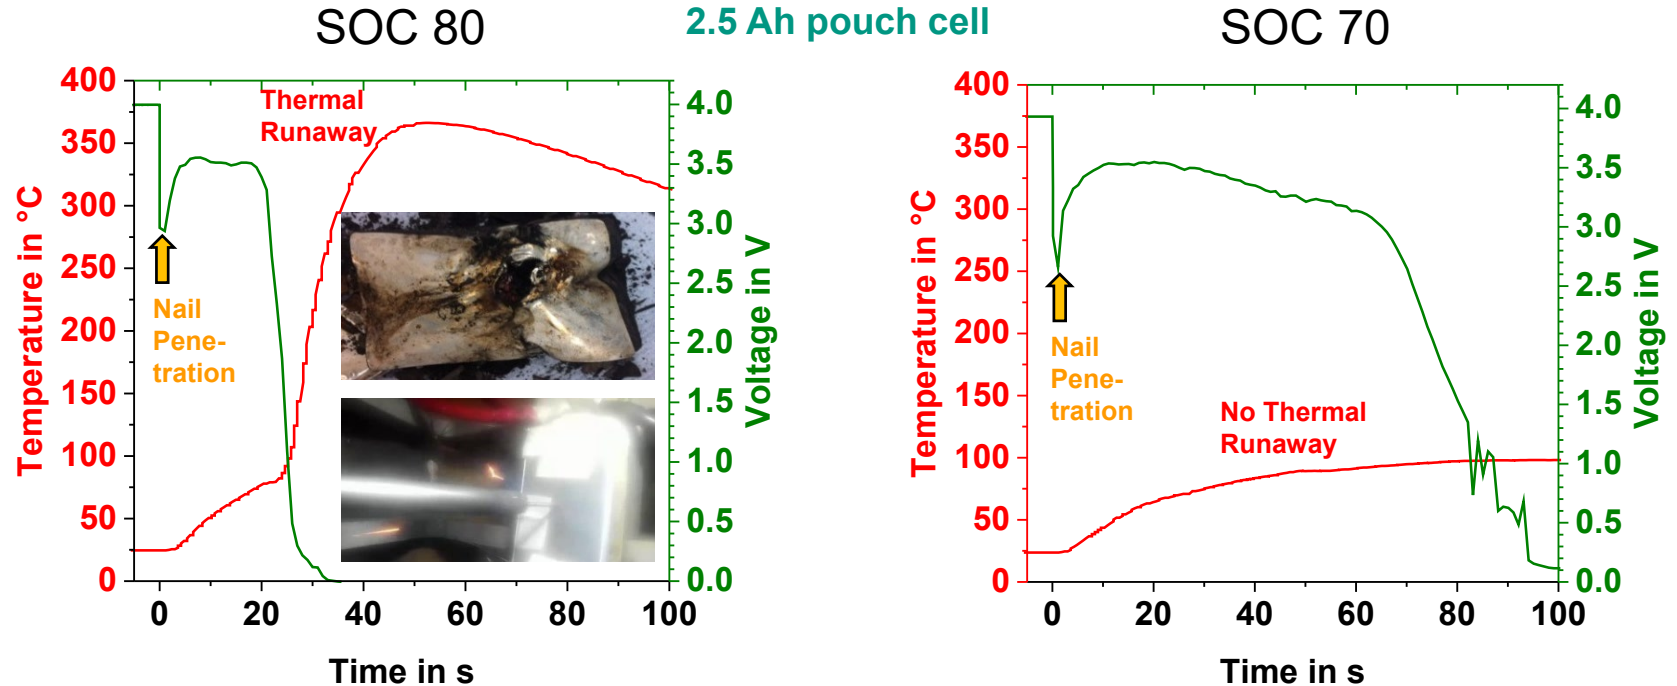 SOC 80
2.5 Ah pouch cell
SOC 70
400
350
300
250
200
150
100
50
0
Temperature in °C
Thermal
Runaway
Nail
Pene-
tration
4.0
3.5
3.0
2.5
2.0
1.5
1.0
0.5
0.0
Voltage in V
0 20 40 60 80 100
Time in s
400
350
300
250
200
150
100
50
0
Temperature in °C
Nail
Pene-
tration
No Thermal
Runaway
4.0
3.5
3.0
2.5
2.0
1.5
1.0
0.5
0.0
Voltage in V
0 20 40 60 80 100
Time in s